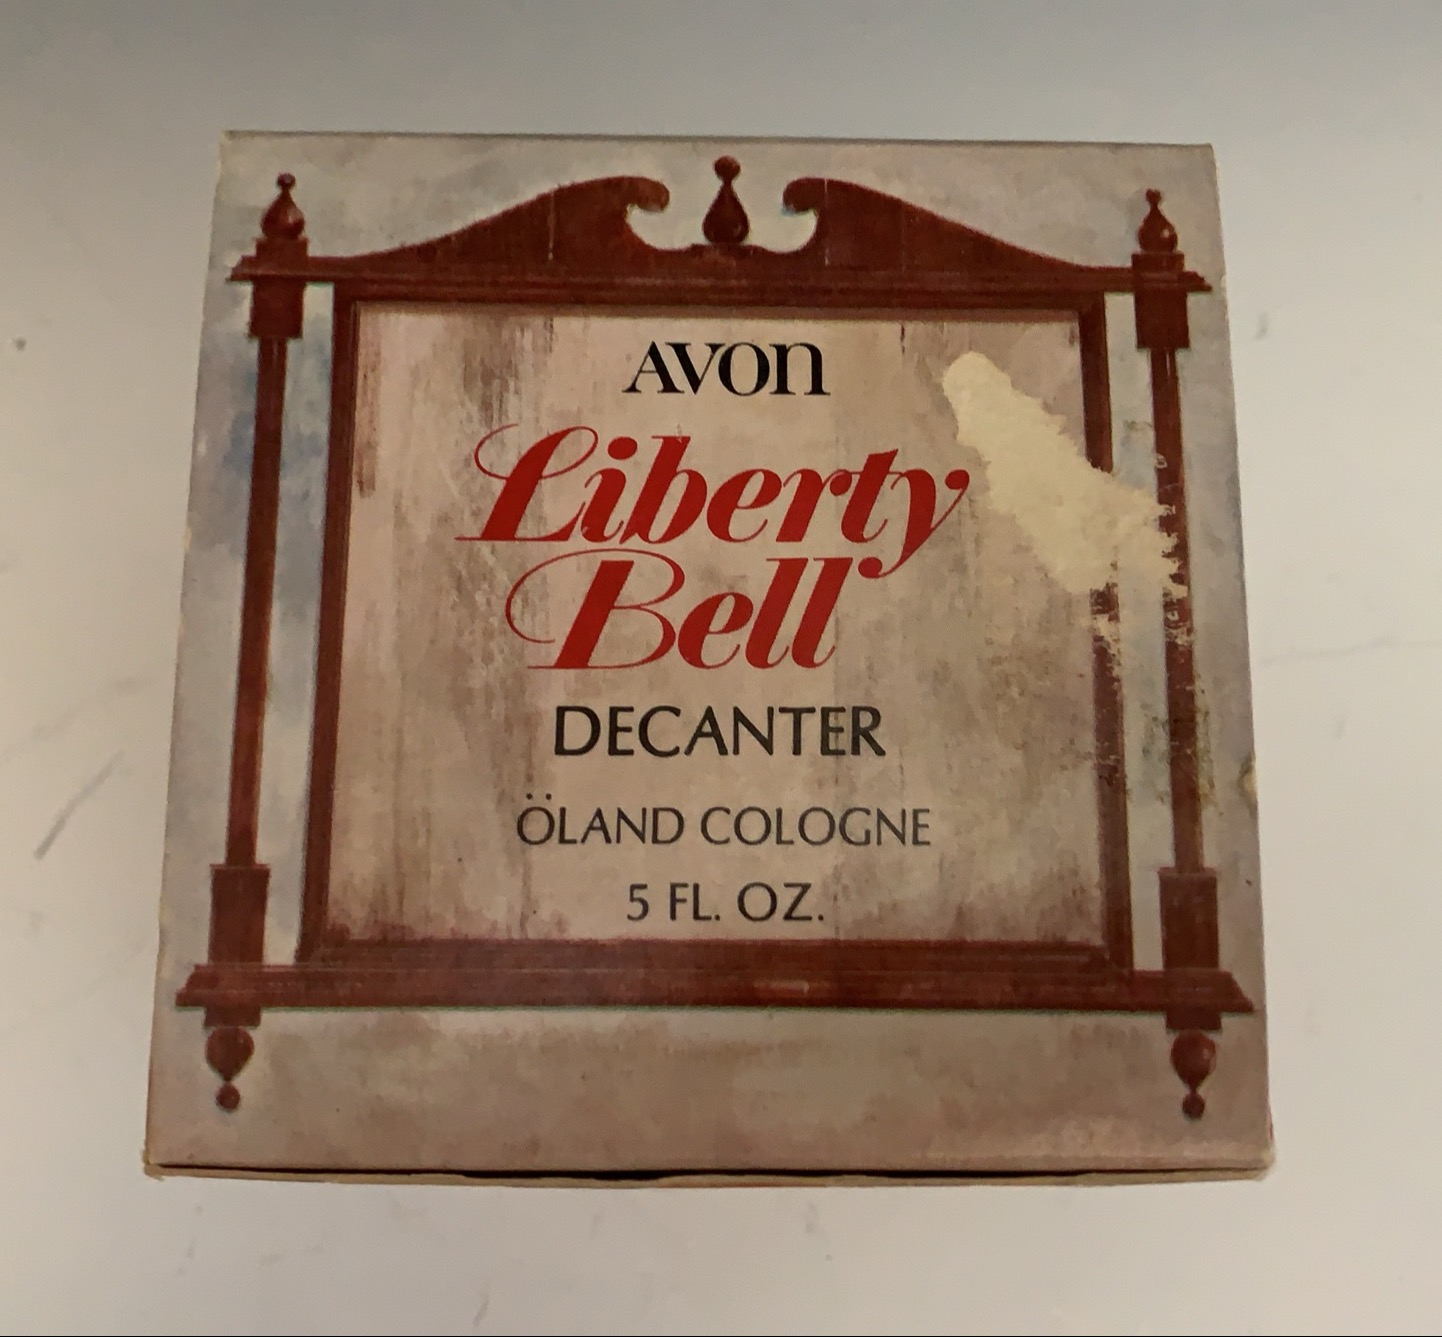 AVON
Liberty
Bell
DECANTER
ÖLAND COLOGNE
5 FL. OZ.